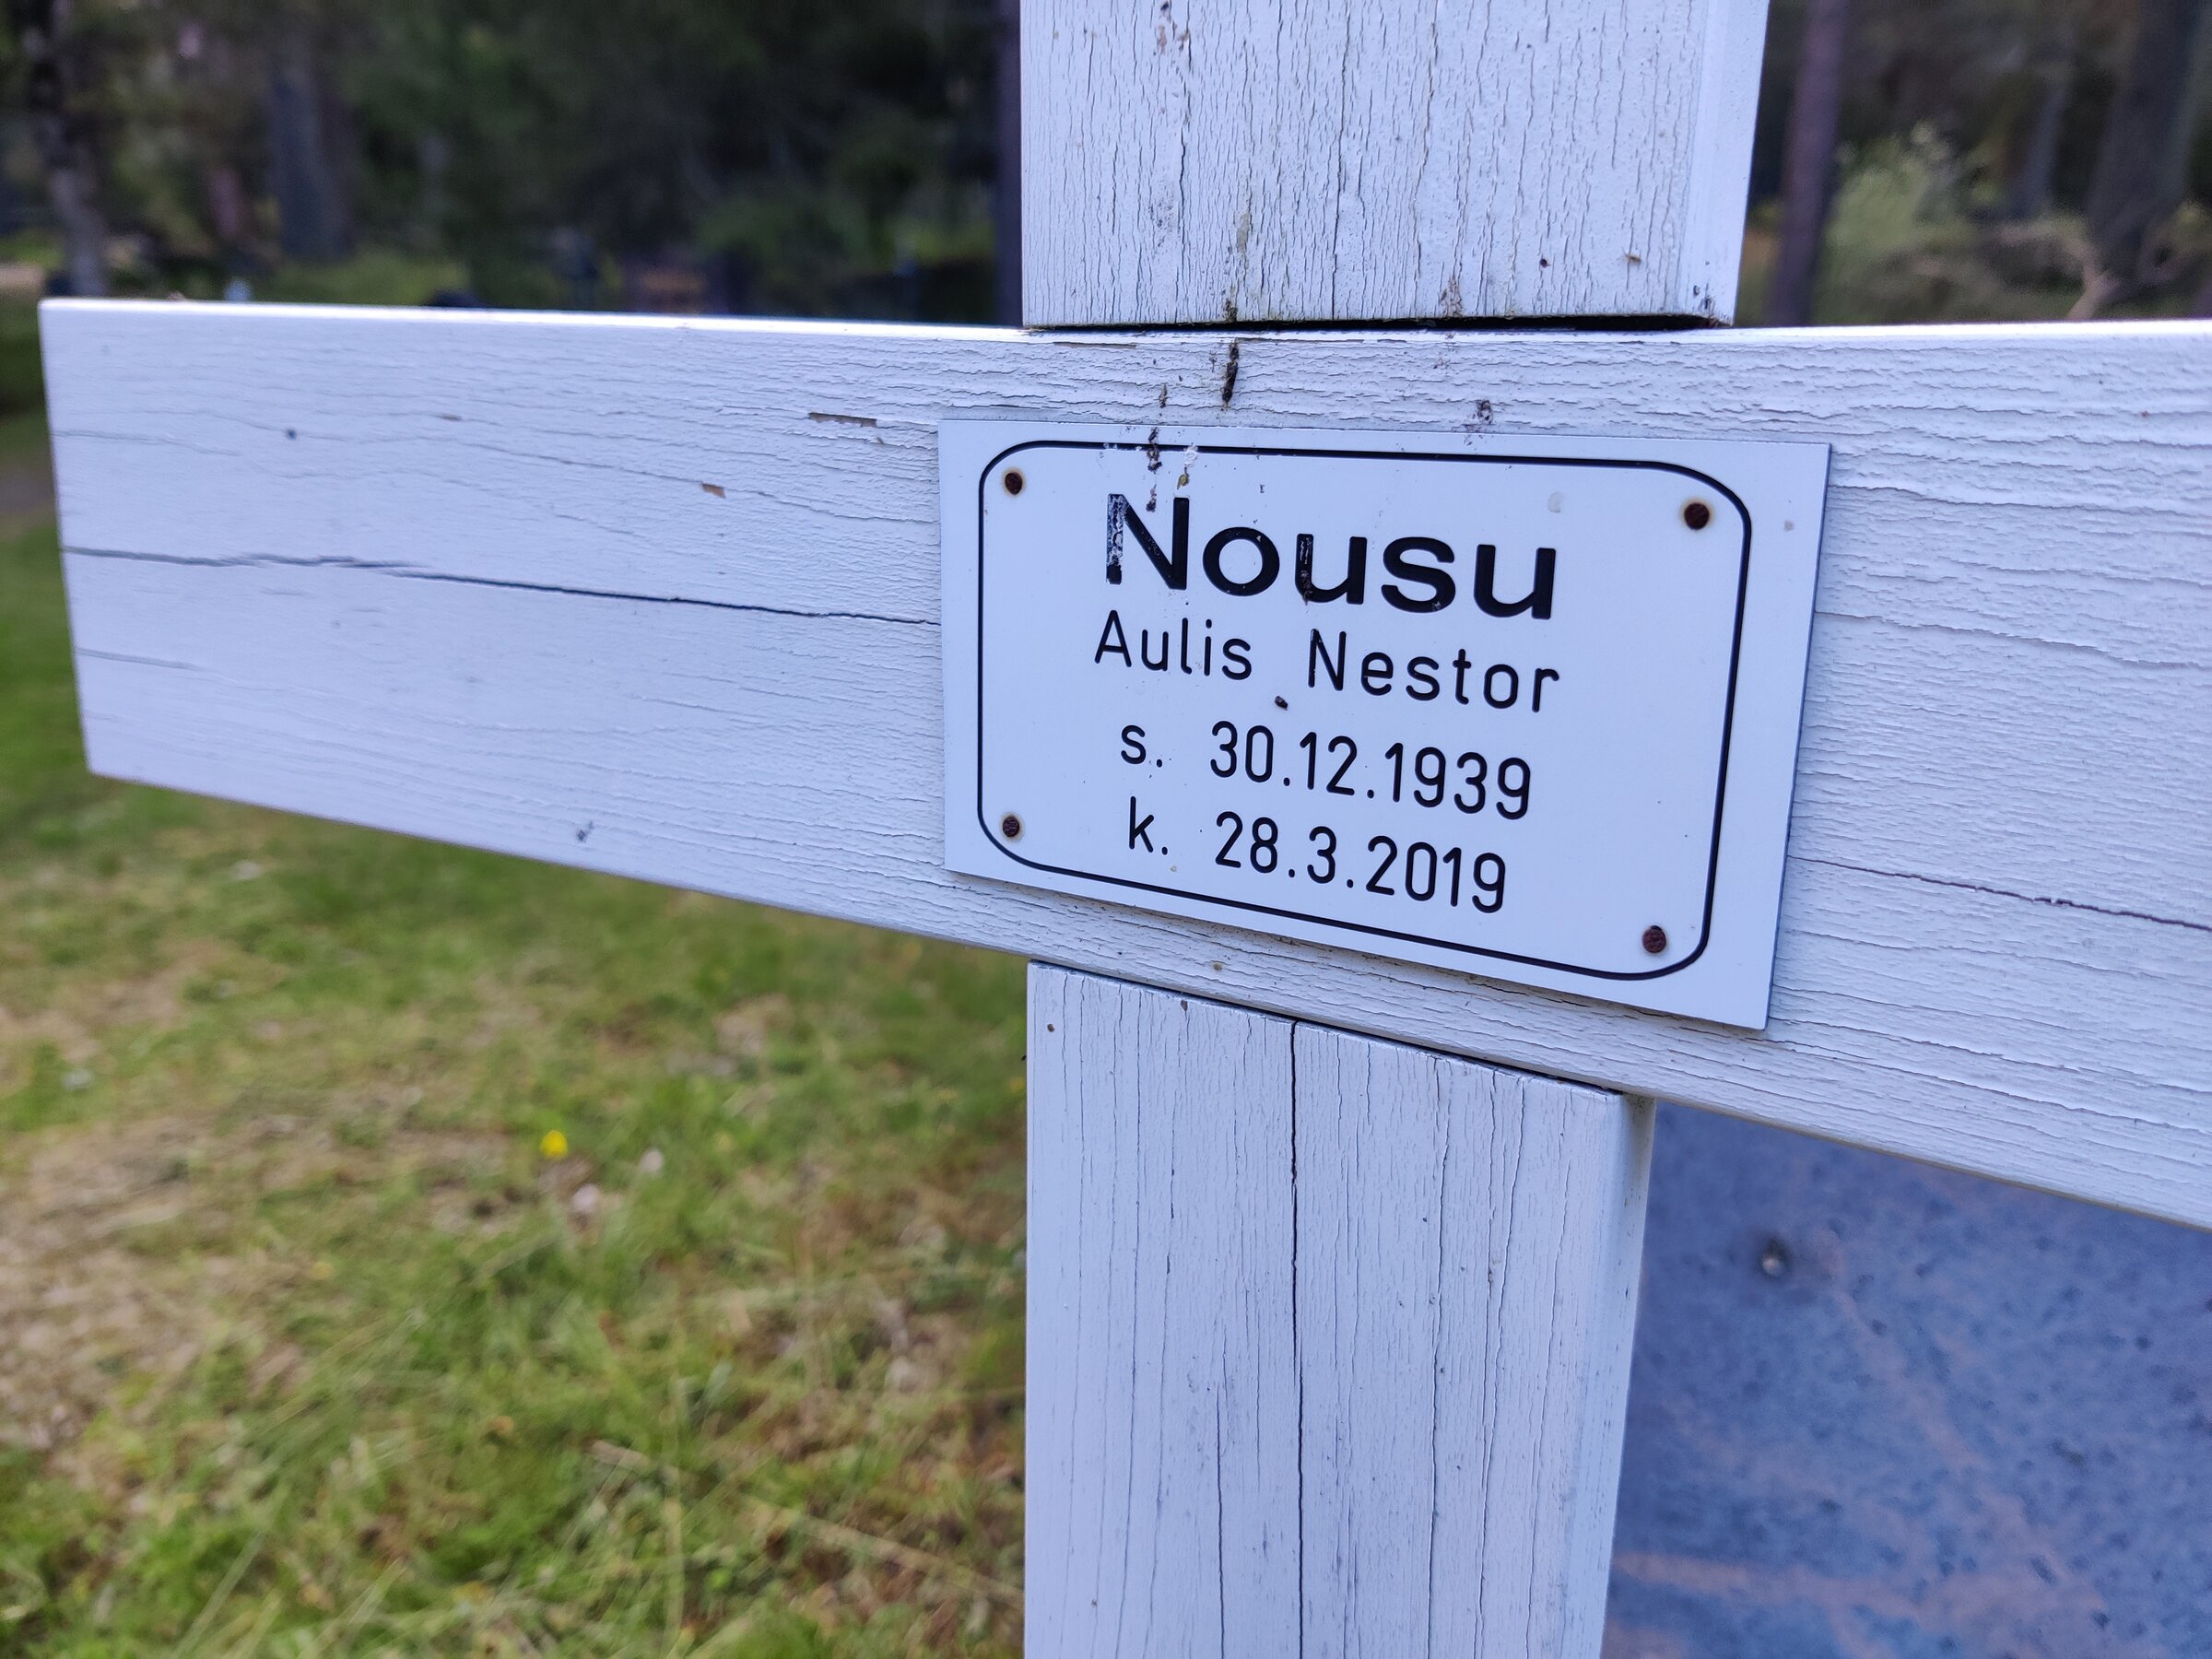 Nousu
Aulis Nestor
s. 30.12.1939
k. 28.3.2019